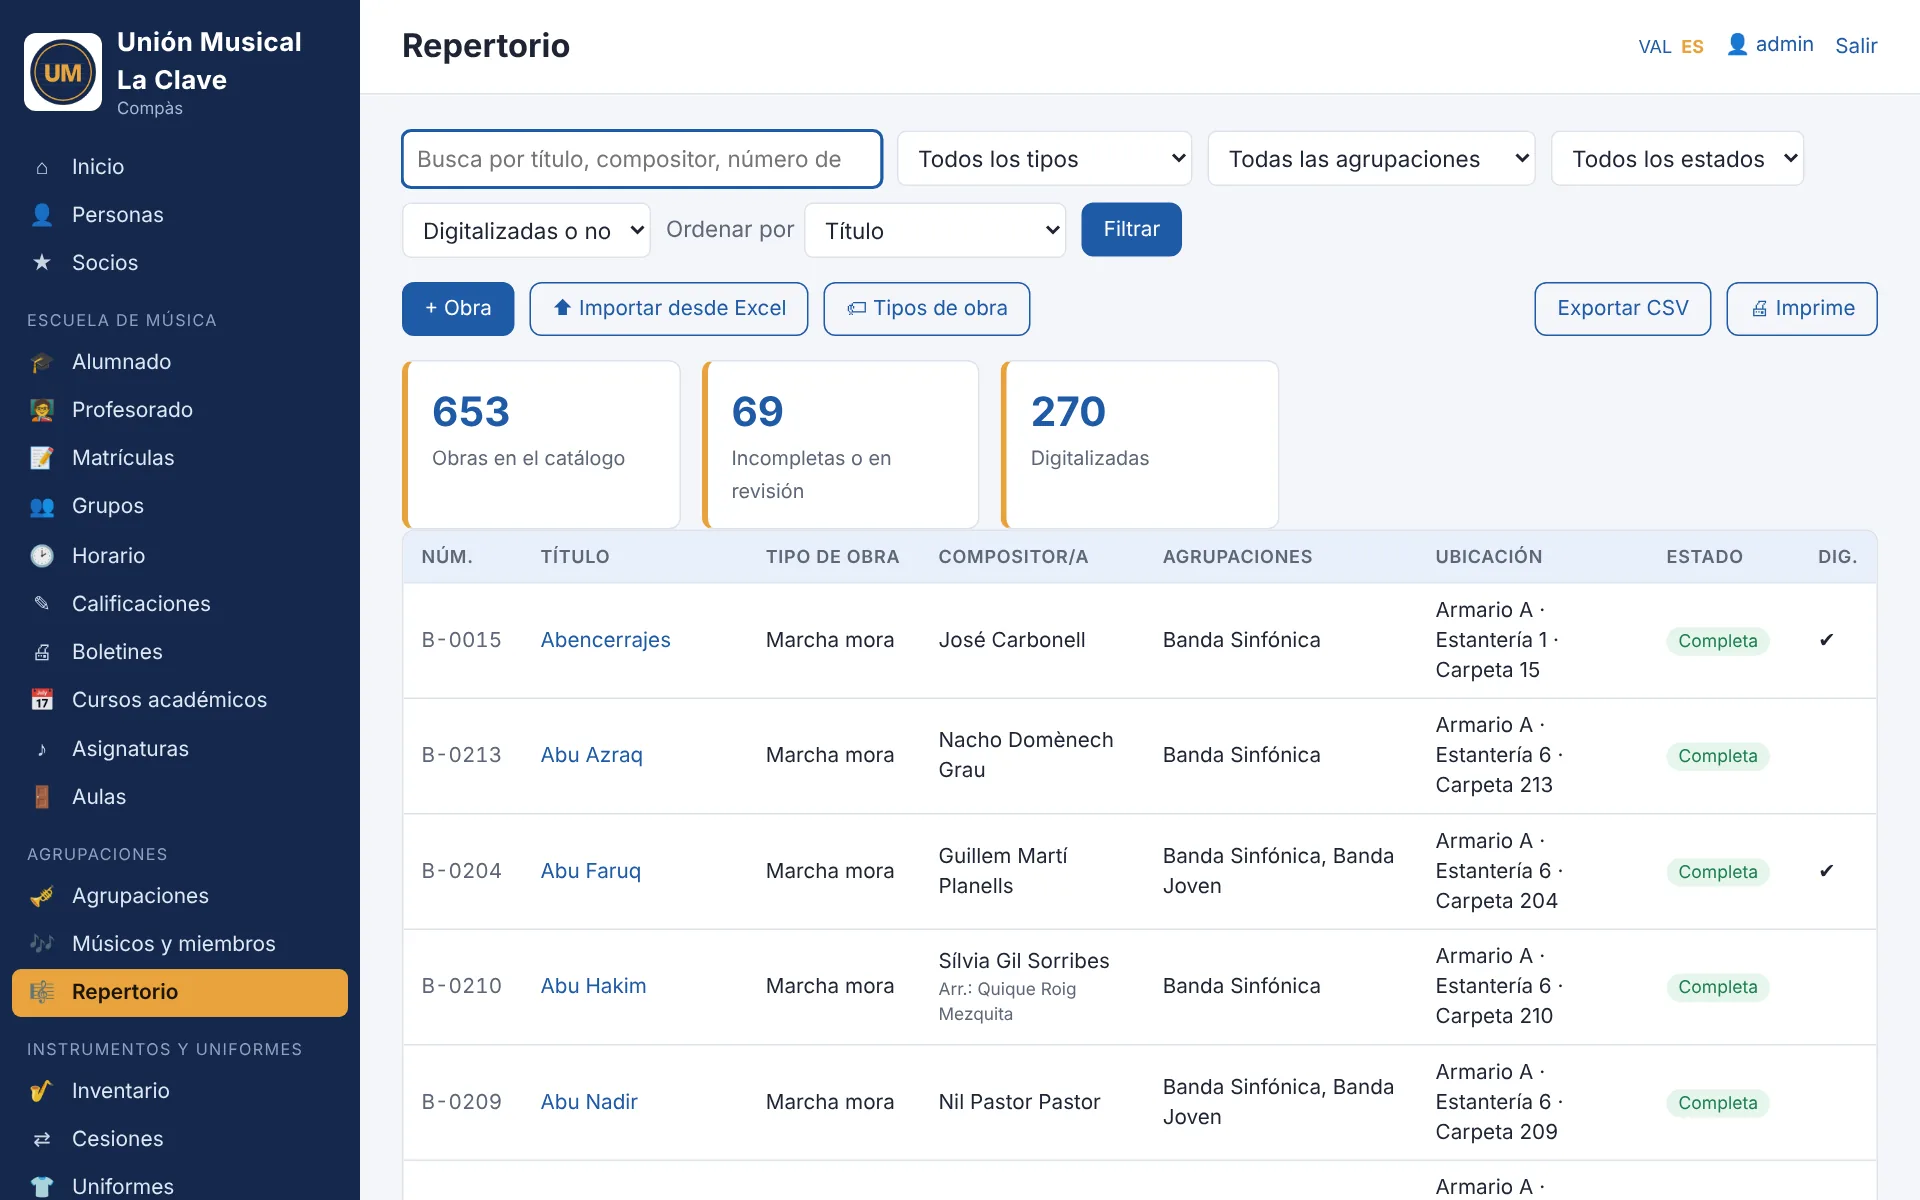 UM
Unión Musical
La Clave
Compàs
Inicio
Personas
Socios
ESCUELA DE MÚSICA
Alumnado
Profesorado
Matrículas
Grupos
Horario
Calificaciones
Boletines
Cursos académicos
Asignaturas
Aulas
AGRUPACIONES
Agrupaciones
Músicos y miembros
Repertorio
INSTRUMENTOS Y UNIFORMES
Inventario
Cesiones
Uniformes
Repertorio
VAL ES admin Salir
Busca por título, compositor, número de
Todos los tipos
Todas las agrupaciones
Todos los estados
Digitalizadas o no
Ordenar por
Título
Filtrar
+ Obra
Importar desde Excel
Tipos de obra
Exportar CSV
Imprime
653
Obras en el catálogo
69
Incompletas o en
revisión
270
Digitalizadas
NÚM. TÍTULO TIPO DE OBRA COMPOSITOR/A AGRUPACIONES UBICACIÓN ESTADO DIG.
B-0015 Abencerrajes Marcha mora José Carbonell Banda Sinfónica
Armario A ·
Estantería 1 ·
Carpeta 15
Completa ✔
B-0213 Abu Azraq Marcha mora
Nacho Domènech
Grau
Banda Sinfónica
Armario A ·
Estantería 6 ·
Carpeta 213
Completa
B-0204 Abu Faruq Marcha mora
Guillem Martí
Planells
Banda Sinfónica, Banda
Joven
Armario A ·
Estantería 6 ·
Carpeta 204
Completa ✔
B-0210 Abu Hakim Marcha mora
Sílvia Gil Sorribes
Arr.: Quique Roig
Mezquita
Banda Sinfónica
Armario A ·
Estantería 6 ·
Carpeta 210
Completa
B-0209 Abu Nadir Marcha mora Nil Pastor Pastor
Banda Sinfónica, Banda
Joven
Armario A ·
Estantería 6 ·
Carpeta 209
Completa
Armario A ·